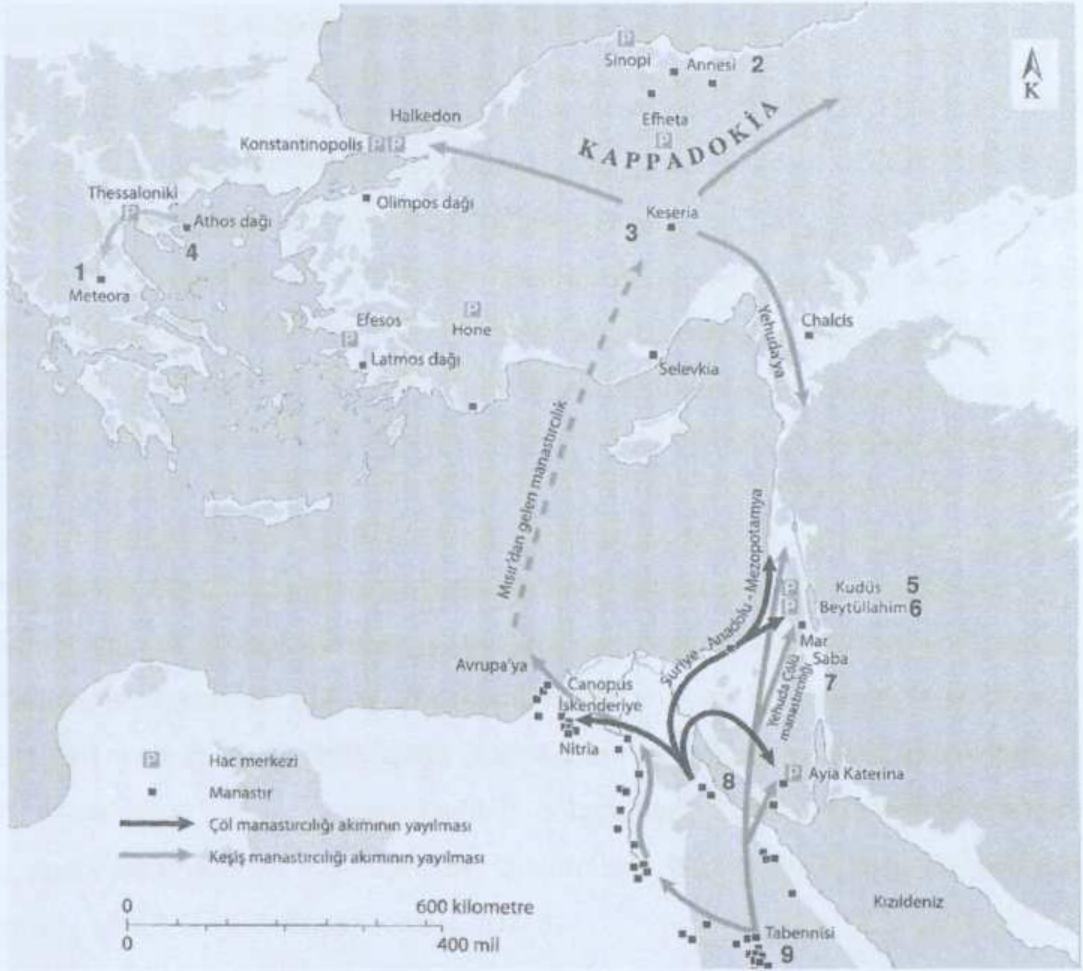 Sinopi
Annesi 2
K
Halkedon
Efheta
Konstantinopolis P P
KAPPADOKİA
Thessaloniki
Olimpos dağı
Keseria
Athos dağı
3
4
1
Meteora
Efesos
Hone
Chalcis
Latmos dağı
Selevkia
Yehuda'ya
Mısır'dan gelen manastırcılık
Suriye - Anadolu - Mezopotamya
Kudüs 5
Beytüllahim 6
Mar
Saba
7
Yehuda Çölü
manastırcılığı
Avrupa'ya
Canopus
İskenderiye
Nitria
8
P Ayia Katerina
P Hac merkezi
Manastır
Çöl manastırcılığı akımının yayılması
Keşiş manastırcılığı akımının yayılması
0 600 kilometre
0 400 mil
Kızıldeniz
Tabennisi
9